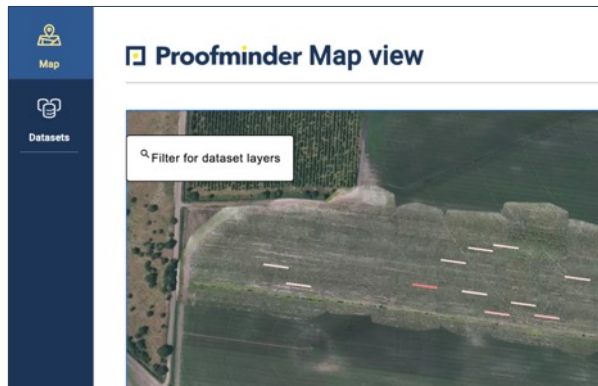 Map
Proofminder Map view
Datasets
Filter for dataset layers